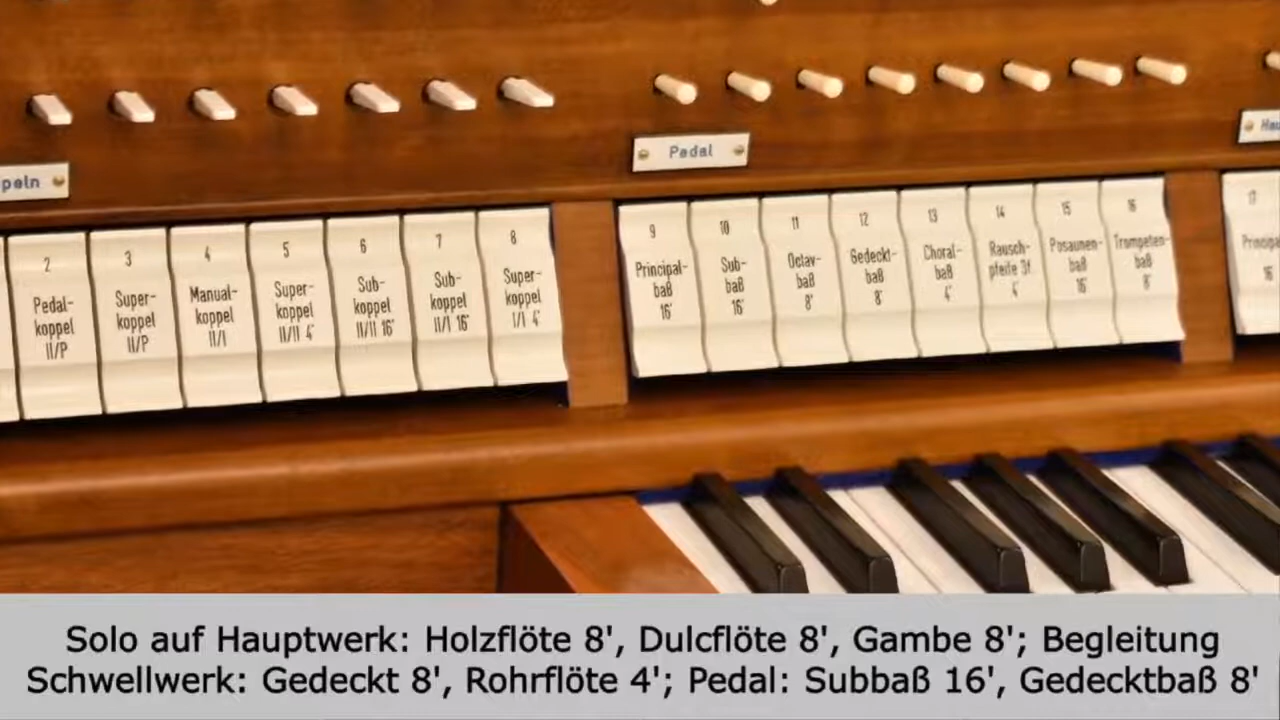 peln
Pedal
2
Pedal-
koppel
II/P
3
Super-
koppel
II/P
4
Manual-
koppel
II/I
5
Super-
koppel
II/II 4'
6
Sub-
koppel
II/II 16'
7
Sub-
koppel
II/I 16'
8
Super-
koppel
I/I 4'
9
Principal-
baß
16'
10
Sub-
baß
16'
11
Octav-
baß
8'
12
Gedeckt-
baß
8'
13
Choral-
baß
4'
14
Rausch-
pfeife 3f.
4'
15
Posaunen-
baß
16'
16
Trompeten-
baß
8'
17
16
Solo auf Hauptwerk: Holzflöte 8', Dulcflöte 8', Gambe 8'; Begleitung
Schwellwerk: Gedeckt 8', Rohrflöte 4'; Pedal: Subbaß 16', Gedecktbaß 8'